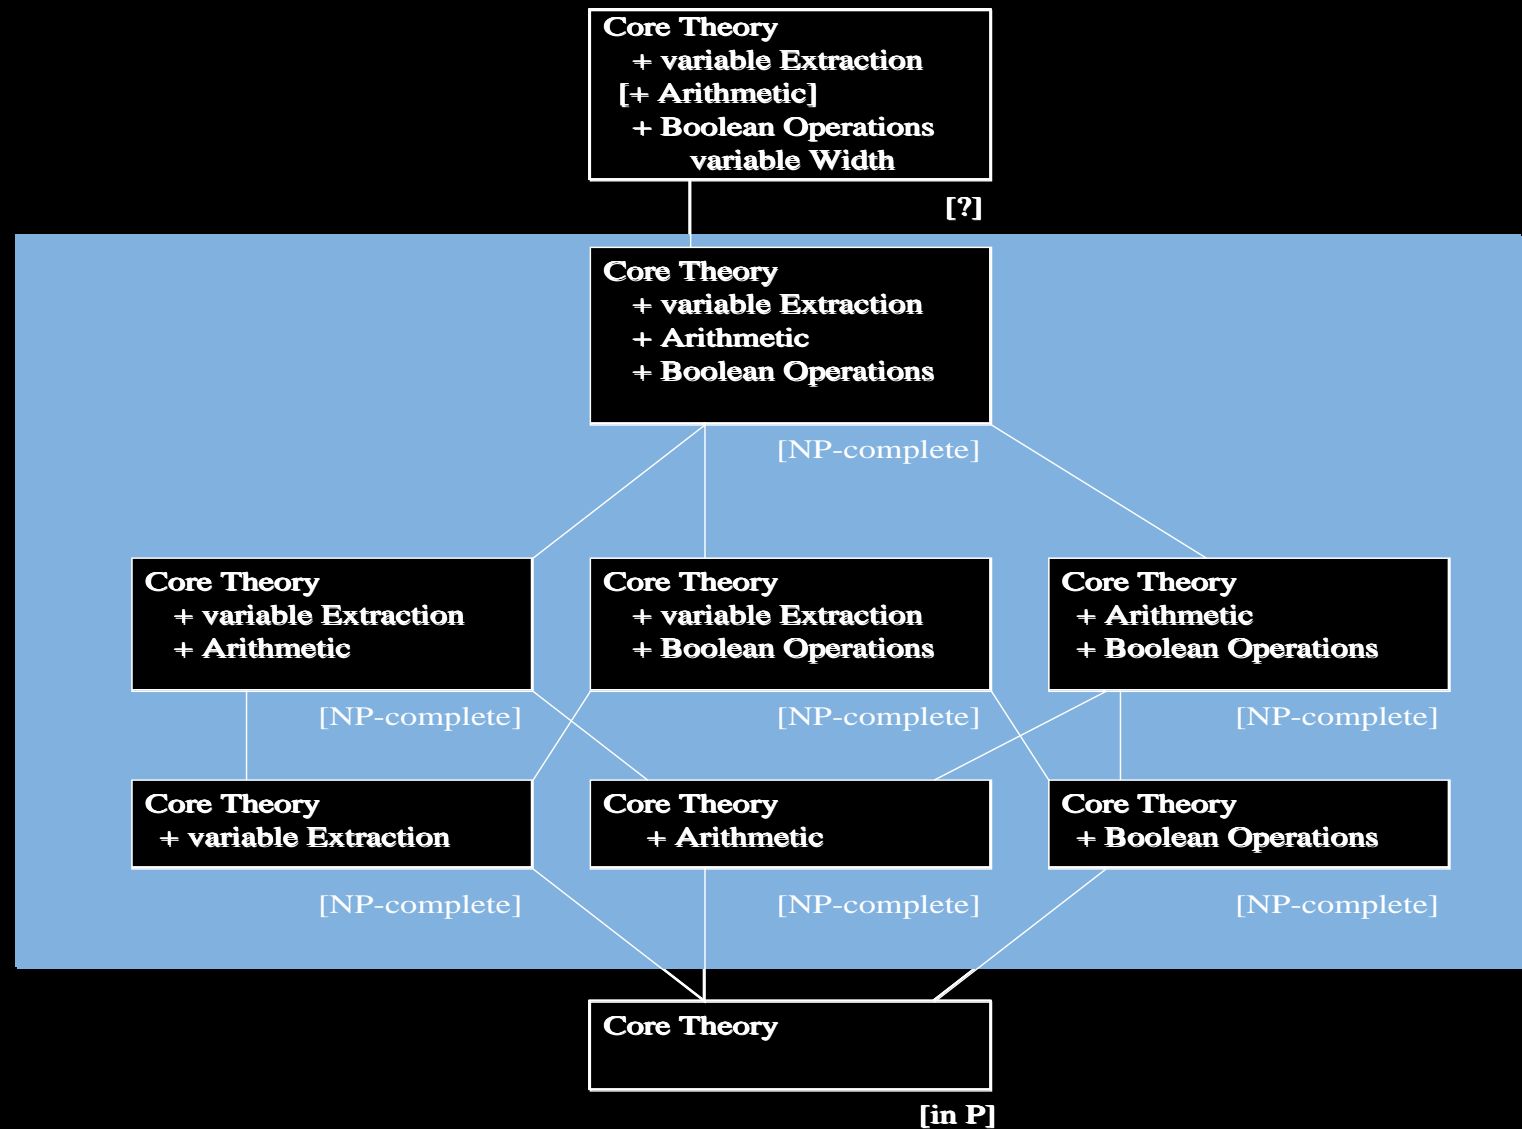 Core Theory
+ variable Extraction
[+ Arithmetic]
+ Boolean Operations
variable Width
[?]
Core Theory
+ variable Extraction
+ Arithmetic
+ Boolean Operations
[NP-complete]
Core Theory
+ variable Extraction
+ Arithmetic
[NP-complete]
Core Theory
+ variable Extraction
+ Boolean Operations
[NP-complete]
Core Theory
+ Arithmetic
+ Boolean Operations
[NP-complete]
Core Theory
+ variable Extraction
[NP-complete]
Core Theory
+ Arithmetic
[NP-complete]
Core Theory
+ Boolean Operations
[NP-complete]
Core Theory
[in P]